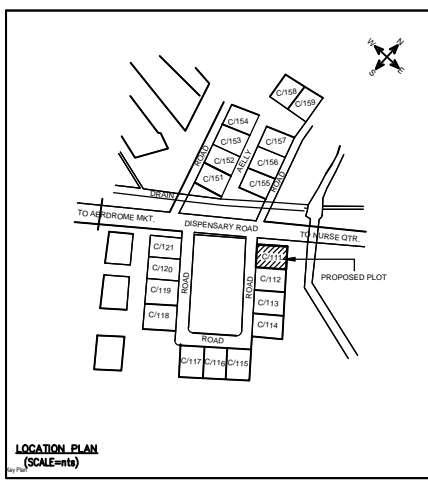 N
W
E
S
C/158
C/159
C/154
C/153
C/152
C/151
ROAD
AELLY
C/157
C/156
C/155
ROAD
DRAIN
TO AERDROME MKT.
DISPENSARY ROAD
TO NURSE QTR.
C/121
C/120
C/119
C/118
ROAD
ROAD
C/111
C/112
C/113
C/114
PROPOSED PLOT
ROAD
C/117
C/116
C/115
LOCATION PLAN
(SCALE=nts)
Key Plan